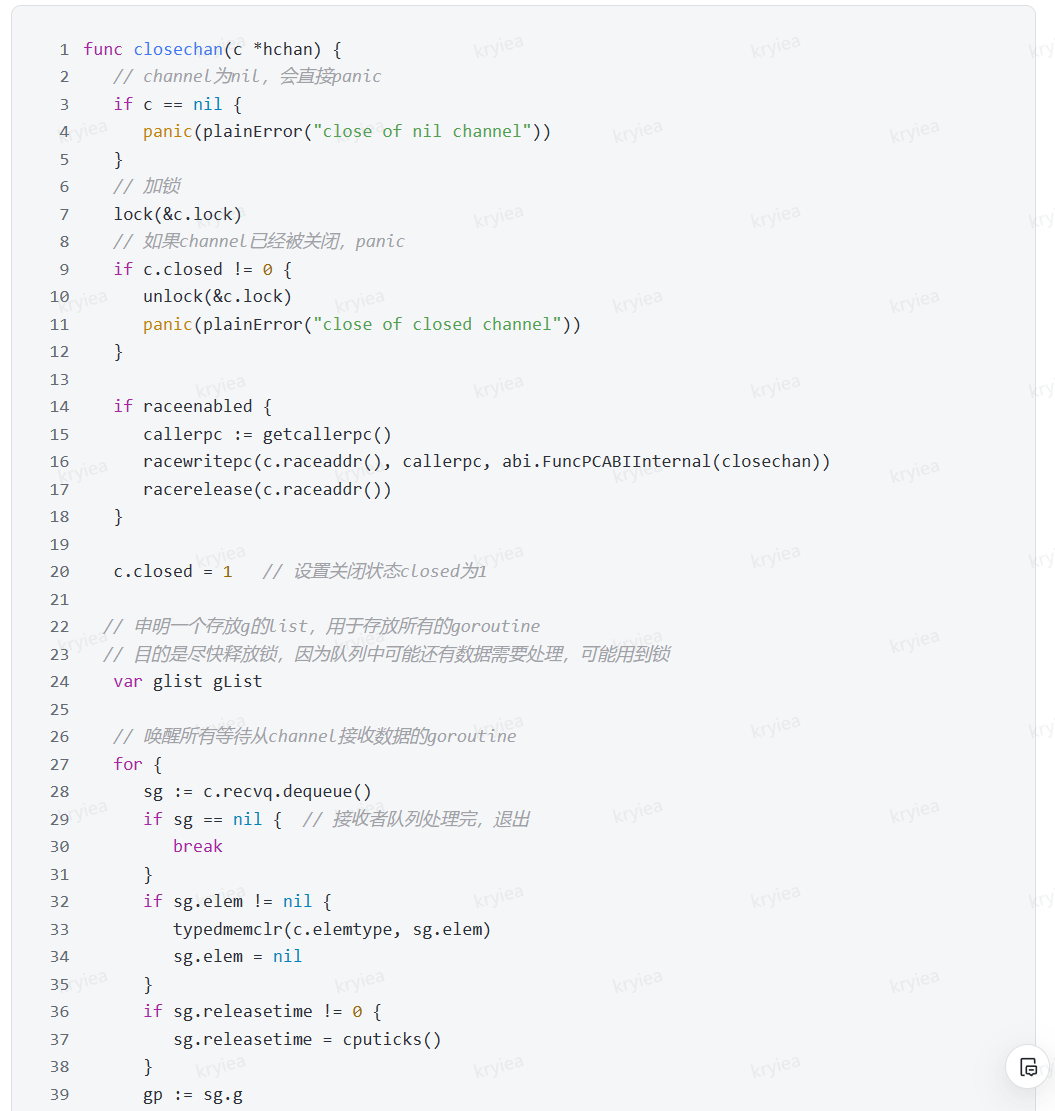 1 func closechan(c *hchan) {
2 // channel为nil，会直接panic
3 if c == nil {
4 panic(plainError("close of nil channel"))
5 }
6 // 加锁
7 lock(&c.lock)
8 // 如果channel已经被关闭，panic
9 if c.closed != 0 {
10 unlock(&c.lock)
11 panic(plainError("close of closed channel"))
12 }
13
14 if raceenabled {
15 callerpc := getcallerpc()
16 racewritepc(c.raceaddr(), callerpc, abi.FuncPCABIInternal(closechan))
17 racerelease(c.raceaddr())
18 }
19
20 c.closed = 1 // 设置关闭状态closed为1
21
22 // 申明一个存放g的list，用于存放所有的goroutine
23 // 目的是尽快释放锁，因为队列中可能还有数据需要处理，可能用到锁
24 var glist gList
25
26 // 唤醒所有等待从channel接收数据的goroutine
27 for {
28 sg := c.recvq.dequeue()
29 if sg == nil { // 接收者队列处理完，退出
30 break
31 }
32 if sg.elem != nil {
33 typedmemclr(c.elemtype, sg.elem)
34 sg.elem = nil
35 }
36 if sg.releasetime != 0 {
37 sg.releasetime = cputicks()
38 }
39 gp := sg.g
kryiea